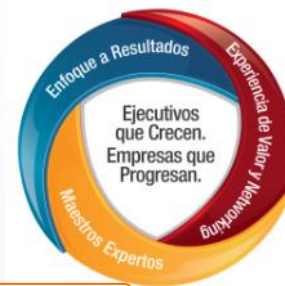 Enfoque a Resultados
Experiencia de Valor y Networking
Ejecutivos
que Crecen.
Empresas que
Progresan.
Maestros Expertos